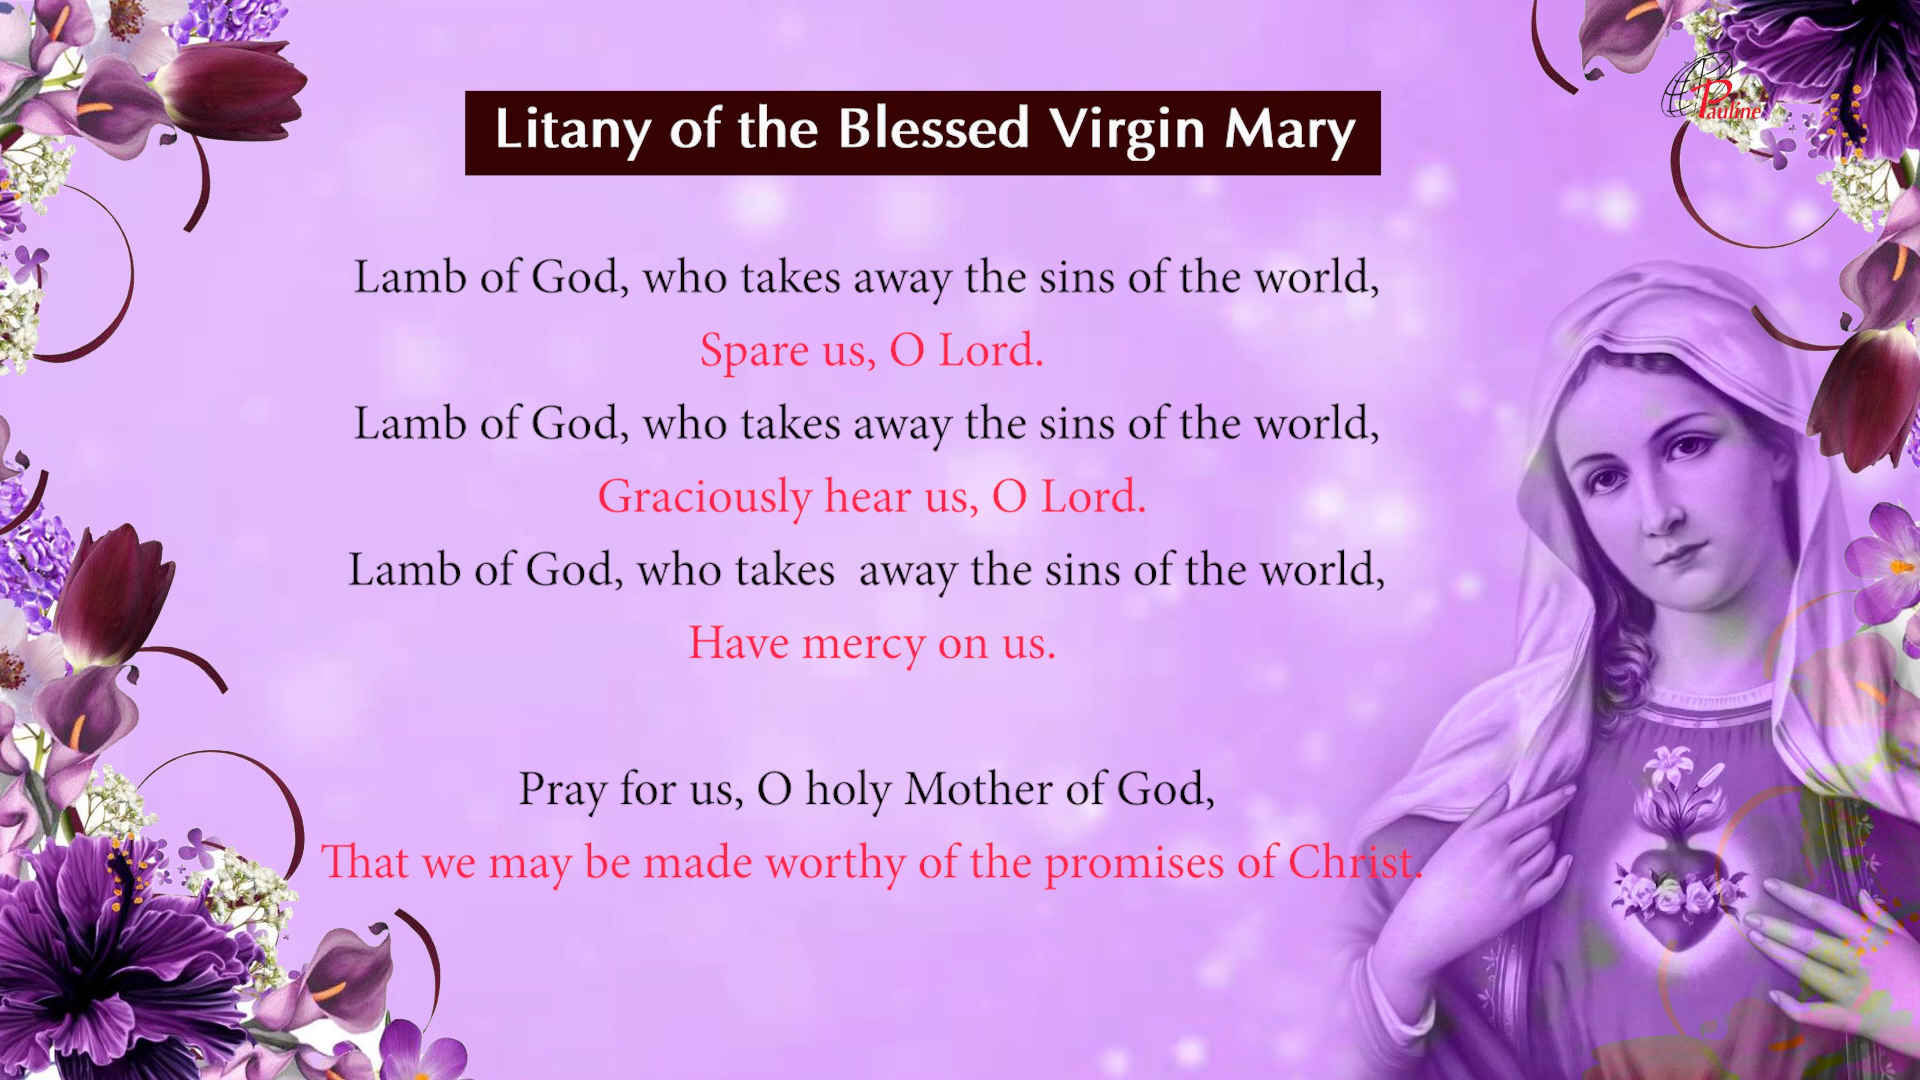 Pauline
Litany of the Blessed Virgin Mary
Lamb of God, who takes away the sins of the world,
Spare us, O Lord.
Lamb of God, who takes away the sins of the world,
Graciously hear us, O Lord.
Lamb of God, who takes  away the sins of the world,
Have mercy on us.
Pray for us, O holy Mother of God,
That we may be made worthy of the promises of Christ.